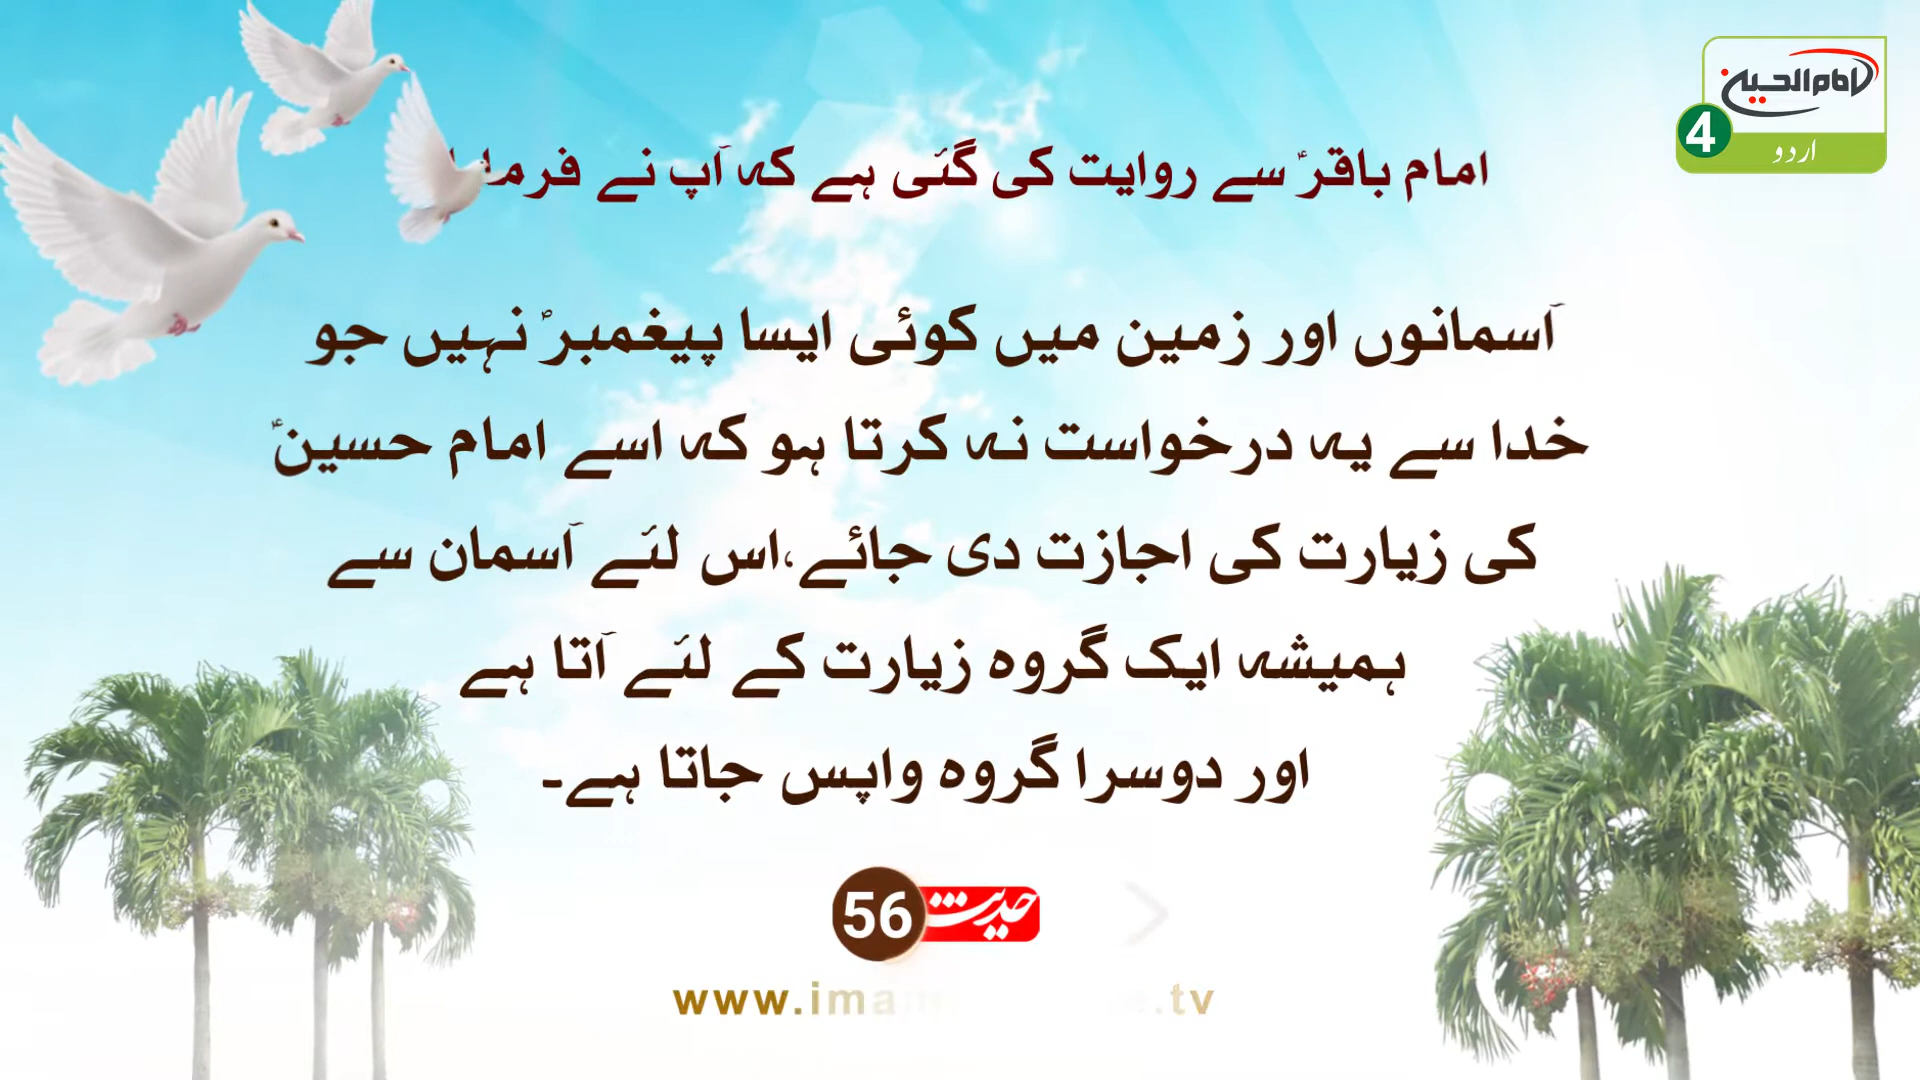 امام الحسین
4
اردو
امام باقرؑ سے روایت کی گئی ہے کہ آپ نے
آسمانوں اور زمین میں کوئی ایسا پیغمبرؐ نہیں جو
خدا سے یہ درخواست نہ کرتا ہو کہ اسے امام حسینؑ
کی زیارت کی اجازت دی جائے،اس لئے آسمان سے
ہمیشہ ایک گروہ زیارت کے لئے آتا ہے
اور دوسرا گروہ واپس جاتا ہے۔
حدیث 56